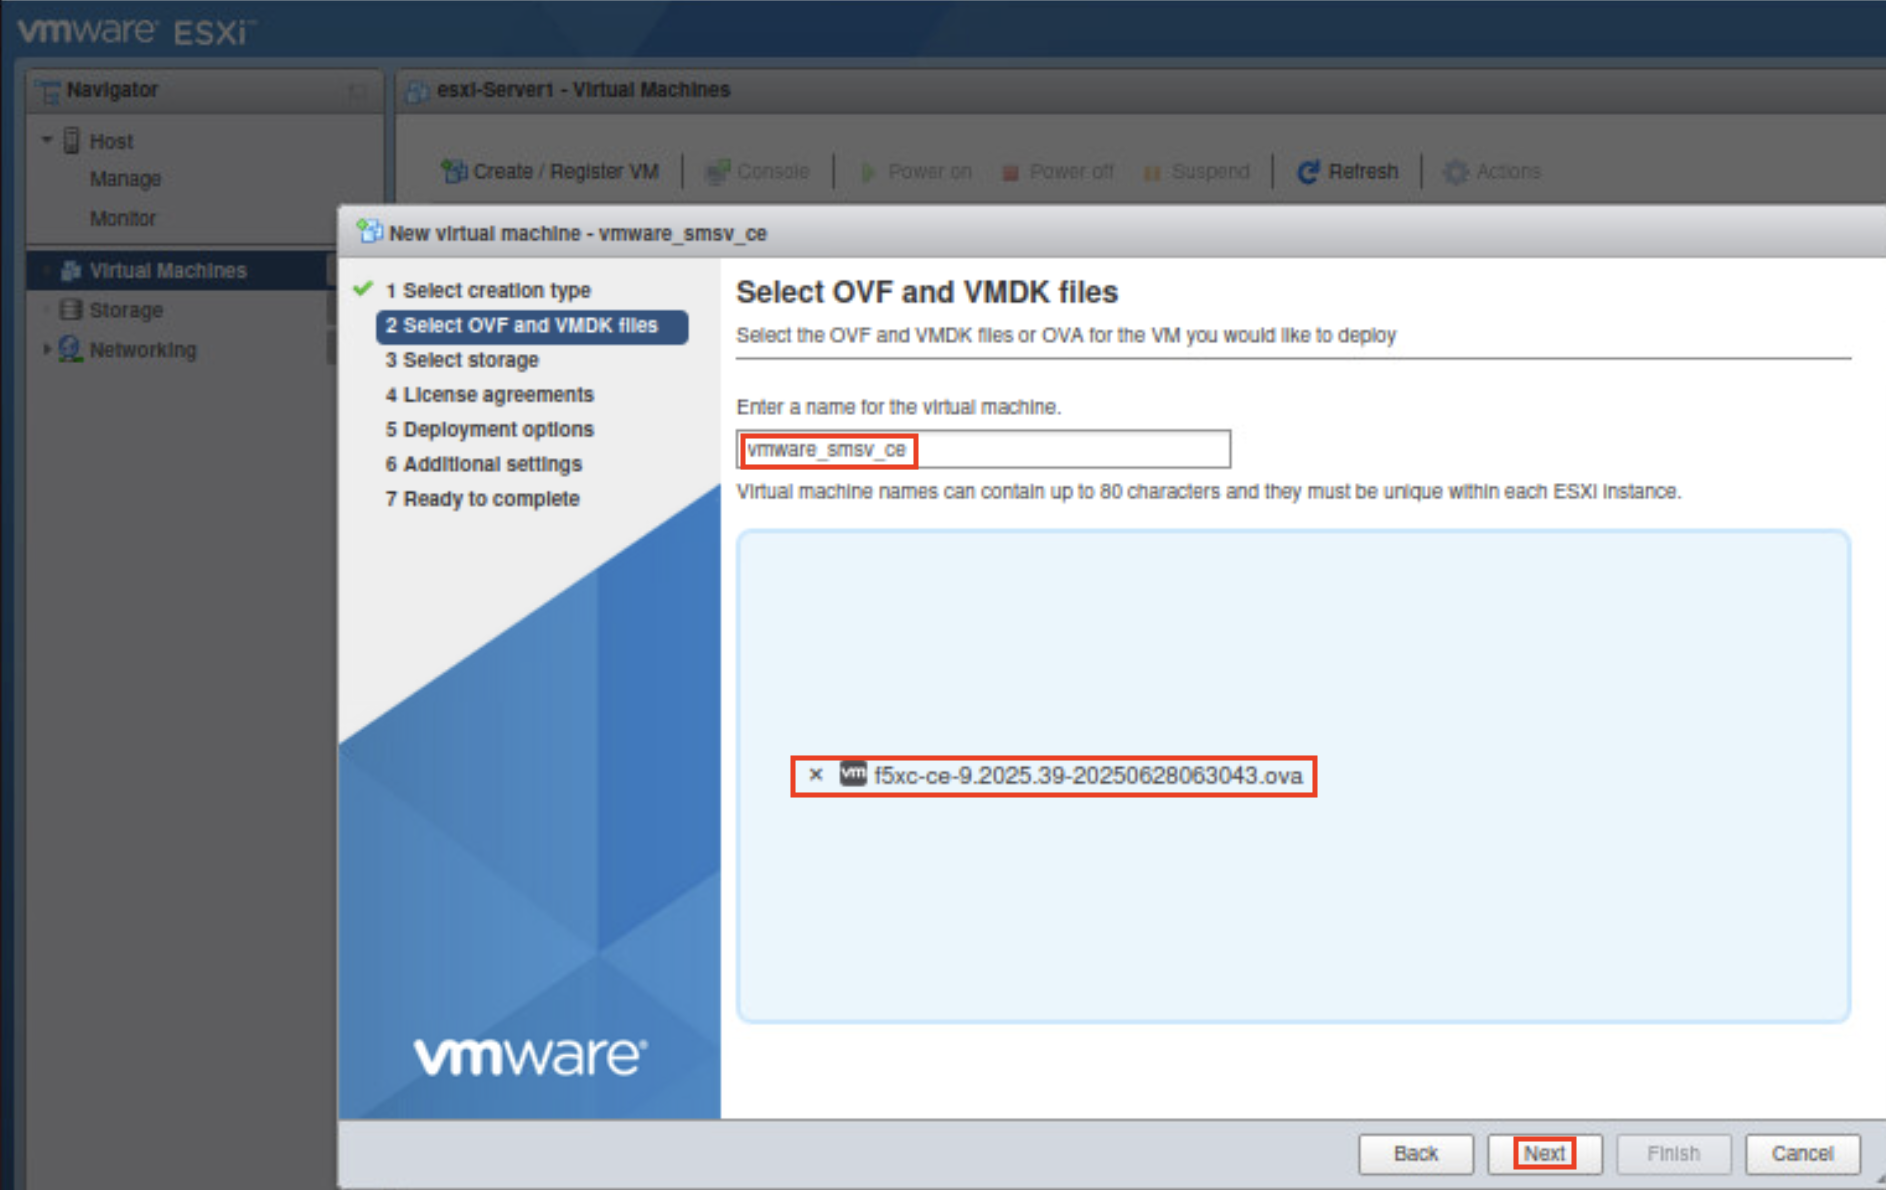 vmware ESXi™
Navigator
esxi-Server1 - Virtual Machines
Host
Manage
Monitor
Virtual Machines
Storage
Networking
Create / Register VM
Console
Power on
Power off
Suspend
Refresh
Actions
New virtual machine - vmware_smsv_ce
1 Select creation type
2 Select OVF and VMDK files
3 Select storage
4 License agreements
5 Deployment options
6 Additional settings
7 Ready to complete
vmware®
Select OVF and VMDK files
Select the OVF and VMDK files or OVA for the VM you would like to deploy
Enter a name for the virtual machine.
vmware_smsv_ce
Virtual machine names can contain up to 80 characters and they must be unique within each ESXi instance.
× vm f5xc-ce-9.2025.39-20250628063043.ova
Back
Next
Finish
Cancel